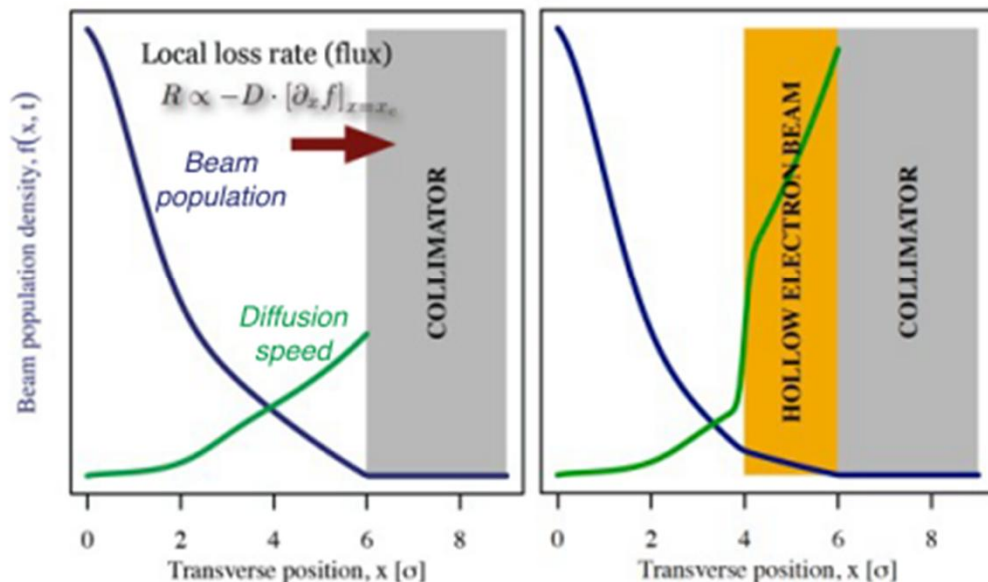 Beam population density, f(x, t)
Local loss rate (flux)
R ∝ −D · [∂ₓf]ₓ₌ₓ꜀
Beam
population
Diffusion
speed
COLLIMATOR
0 2 4 6 8
Transverse position, x [σ]
HOLLOW ELECTRON BEAM
COLLIMATOR
0 2 4 6 8
Transverse position, x [σ]